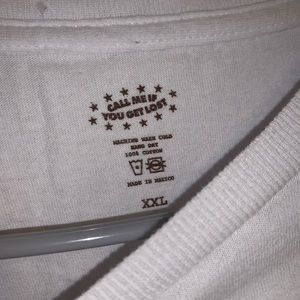 CALL ME IF
YOU GET LOST
MACHINE WASH COLD
HANG DRY
100% COTTON
MADE IN MEXICO
XXL